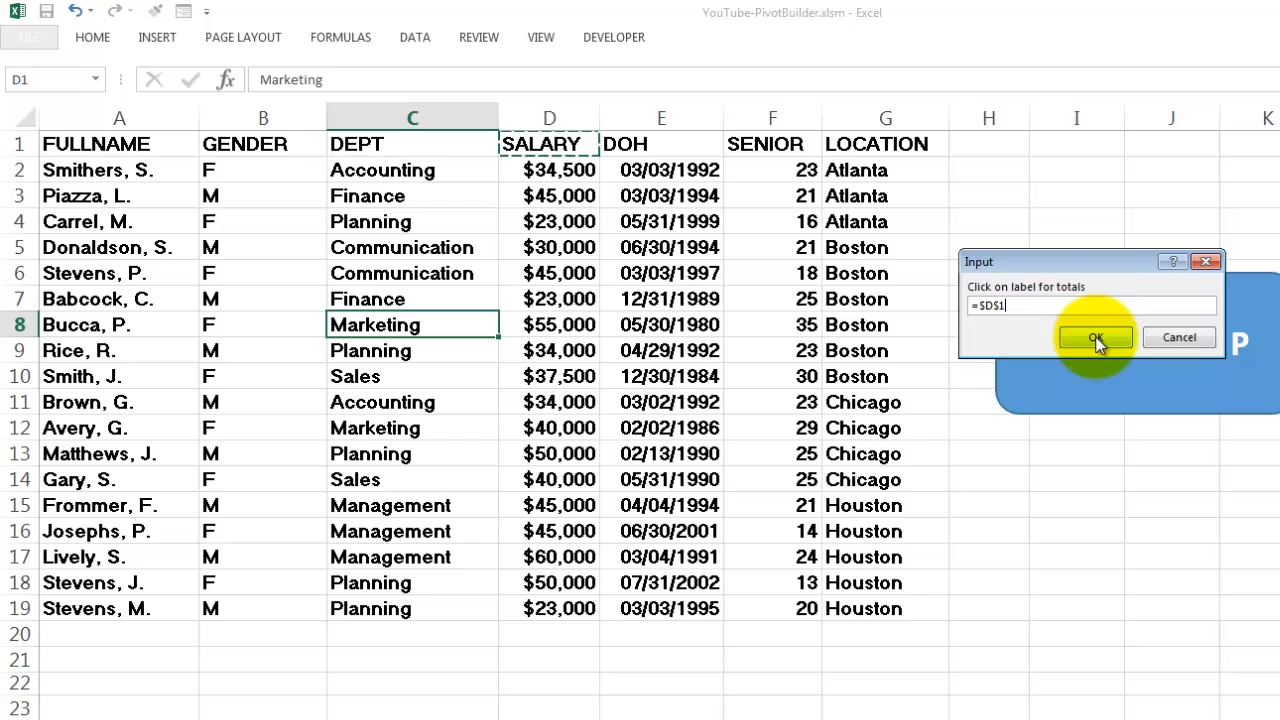 YouTube-PivotBuilder.xlsm - Excel
FILE HOME INSERT PAGE LAYOUT FORMULAS DATA REVIEW VIEW DEVELOPER
D1 fx Marketing
A B C D E F G H I J K
1 FULLNAME GENDER DEPT SALARY DOH SENIOR LOCATION
2 Smithers, S. F Accounting $34,500 03/03/1992 23 Atlanta
3 Piazza, L. M Finance $45,000 03/03/1994 21 Atlanta
4 Carrel, M. F Planning $23,000 05/31/1999 16 Atlanta
5 Donaldson, S. M Communication $30,000 06/30/1994 21 Boston
6 Stevens, P. F Communication $45,000 03/03/1997 18 Boston
7 Babcock, C. M Finance $23,000 12/31/1989 25 Boston
8 Bucca, P. F Marketing $55,000 05/30/1980 35 Boston
9 Rice, R. M Planning $34,000 04/29/1992 23 Boston
10 Smith, J. F Sales $37,500 12/30/1984 30 Boston
11 Brown, G. M Accounting $34,000 03/02/1992 23 Chicago
12 Avery, G. F Marketing $40,000 02/02/1986 29 Chicago
13 Matthews, J. M Planning $50,000 02/13/1990 25 Chicago
14 Gary, S. F Sales $40,000 05/31/1990 25 Chicago
15 Frommer, F. M Management $45,000 04/04/1994 21 Houston
16 Josephs, P. F Management $45,000 06/30/2001 14 Houston
17 Lively, S. M Management $60,000 03/04/1991 24 Houston
18 Stevens, J. F Planning $50,000 07/31/2002 13 Houston
19 Stevens, M. M Planning $23,000 03/03/1995 20 Houston
20
21
22
23
Input ?
Click on label for totals
=$D$1
OK Cancel
P